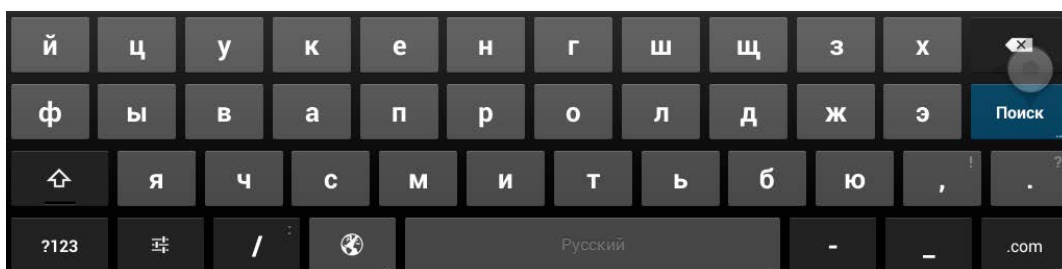 й ц у к е н г ш щ з х
ф ы в а п р о л д ж э Поиск
я ч с м и т ь б ю , ! . ?
?123 / : Русский - _ .com